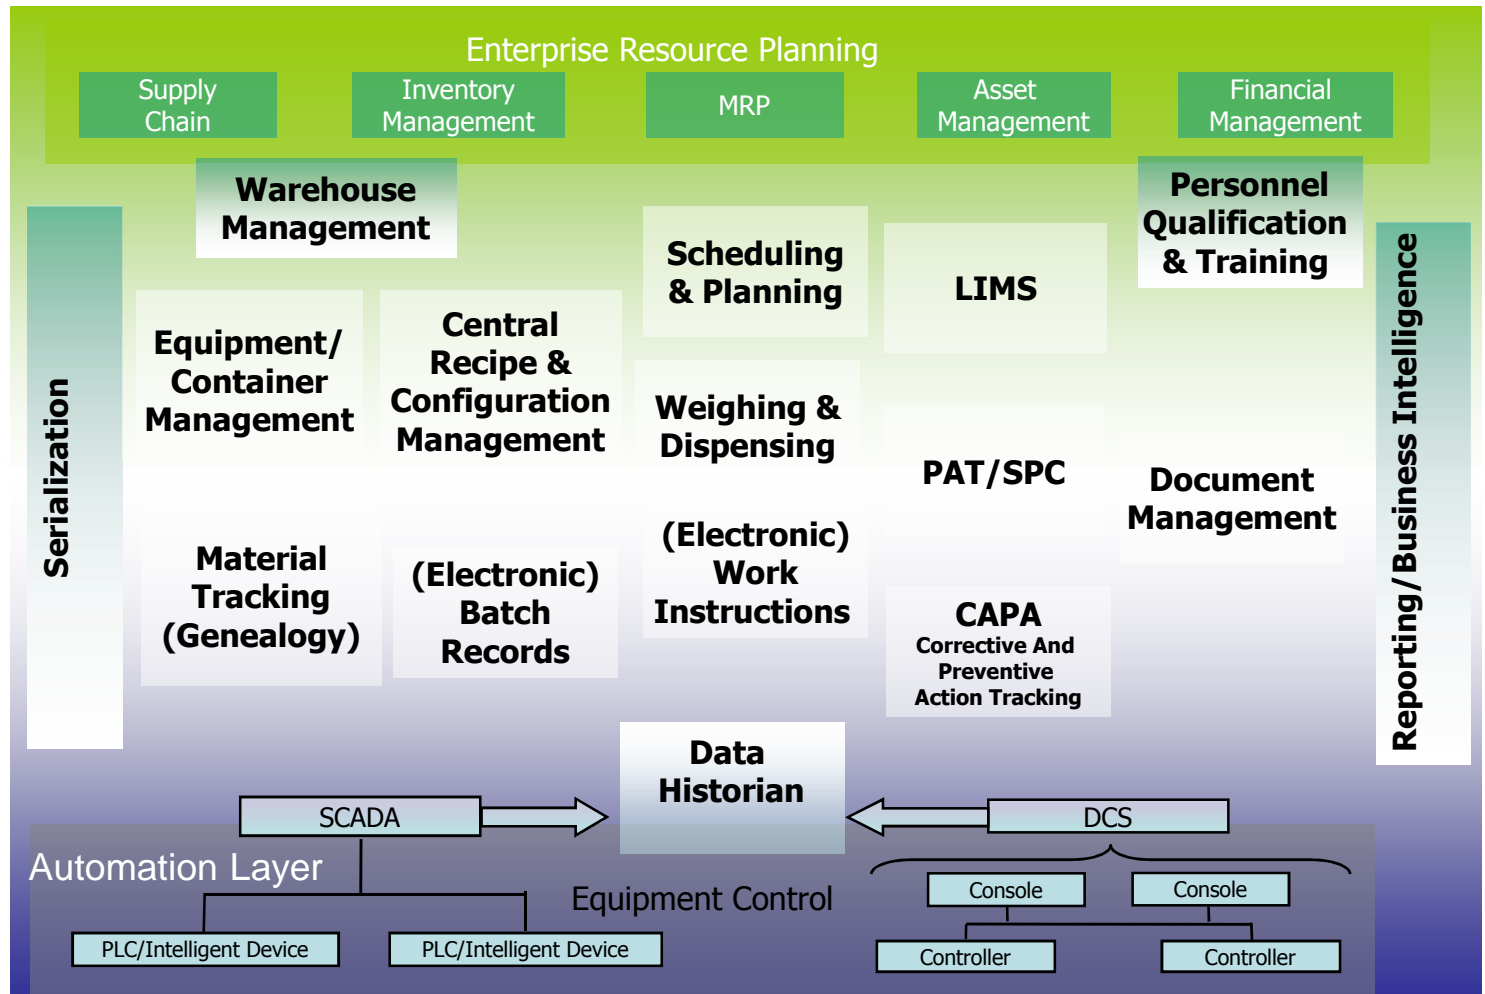 Enterprise Resource Planning
Supply
Chain
Inventory
Management
MRP
Asset
Management
Financial
Management
Warehouse
Management
Personnel
Qualification
& Training
Serialization
Equipment/
Container
Management
Central
Recipe &
Configuration
Management
Scheduling
& Planning
LIMS
Weighing &
Dispensing
PAT/SPC
Document
Management
Reporting/Business Intelligence
Material
Tracking
(Genealogy)
(Electronic)
Batch
Records
(Electronic)
Work
Instructions
CAPA
Corrective And
Preventive
Action Tracking
Data
Historian
SCADA
DCS
Automation Layer
Equipment Control
Console
Console
PLC/Intelligent Device
PLC/Intelligent Device
Controller
Controller